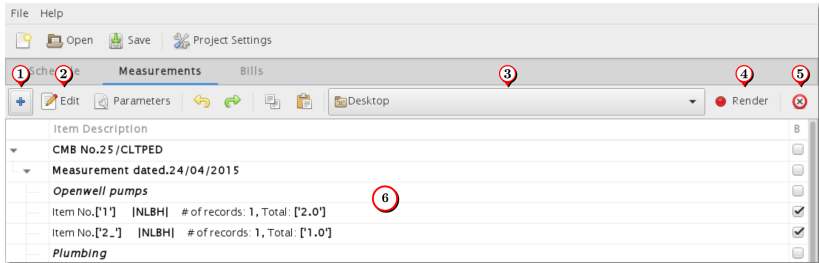 File Help
Open Save Project Settings
1 Sche e 2 Measurements Bills 3 4 5
Edit Parameters Desktop Render
Item Description B
CMB No.25/CLTPED
Measurement dated.24/04/2015
Openwell pumps
6
Item No.['1'] |NLBH| # of records: 1, Total: ['2.0']
Item No.['2_'] |NLBH| # of records: 1, Total: ['1.0']
Plumbing